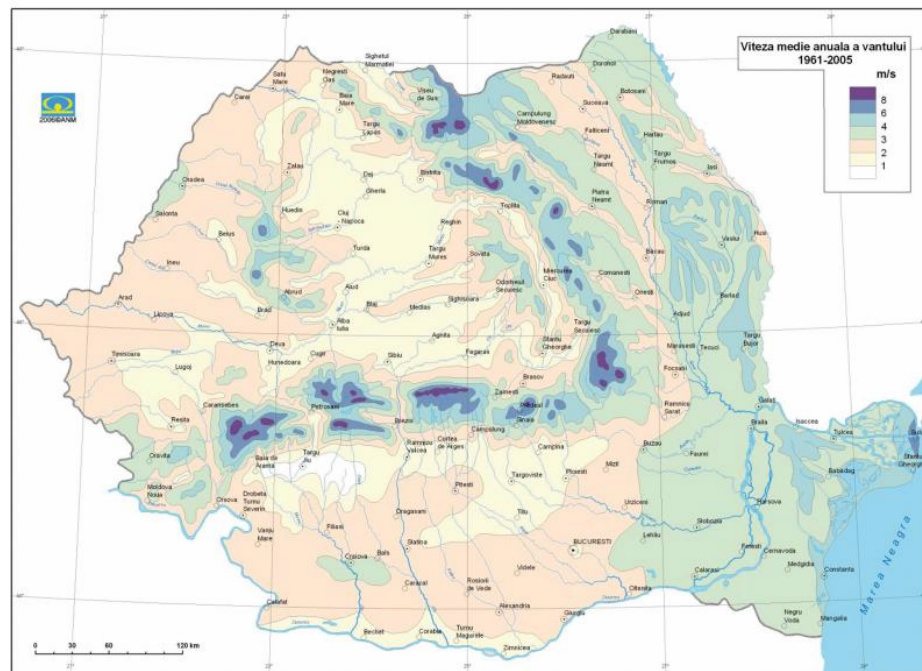 Viteza medie anuala a vantului
1961-2005
m/s
8
6
4
3
2
1
2006©ANM
Darabani
Sighetul
Marmatiei
Dorohoi
Satu
Mare
Negresti
Oas
Viseu
de Sus
Radauti
Botosani
Carei
Baia
Mare
Suceava
Campulung
Moldovenesc
Targu
Lapus
Falticeni
Harlau
Targu
Frumos
Iasi
Zalau
Dej
Bistrita
Targu
Neamt
Oradea
Gherla
Piatra
Neamt
Roman
Salonta
Huedin
Cluj
Napoca
Toplita
Reghin
Beius
Vaslui
Husi
Turda
Targu
Mures
Bacau
Ineu
Sovata
Miercurea
Ciuc
Comanesti
Abrud
Aiud
Odorheiul
Secuiesc
Onesti
Barlad
Arad
Blaj
Medias
Sighisoara
Lipova
Brad
Adjud
Alba
Iulia
Targu
Secuiesc
Targu
Bujor
Agnita
Sfantu
Gheorghe
Marasesti
Tecuci
Timisoara
Deva
Hunedoara
Cugir
Sibiu
Fagaras
Lugoj
Focsani
Brasov
Zarnesti
Resita
Caransebes
Petrosani
Ramnicu
Sarat
Galati
Sinaia
Braila
Isaccea
Tulcea
Brezoi
Campulung
Oravita
Ramnicu
Valcea
Curtea
de Arges
Campina
Buzau
Sfantu
Gheorghe
Baia de
Arama
Targu
Jiu
Faurei
Babadag
Targoviste
Ploiesti
Mizil
Moldova
Noua
Pitesti
Orsova
Drobeta
Turnu
Severin
Harsova
Titu
Urziceni
Filiasi
Dragasani
Slobozia
Vanju
Mare
Lehliu
Slatina
BUCURESTI
Fetesti
Cernavoda
Craiova
Bals
Medgidia
Constanta
Videle
Calarasi
Caracal
Rosiorii
de Vede
Oltenita
Marea Neagra
Calafat
Alexandria
Giurgiu
Negru
Voda
Mangalia
Bechet
Corabia
Turnu
Magurele
Zimnicea
0 30 60 120 km